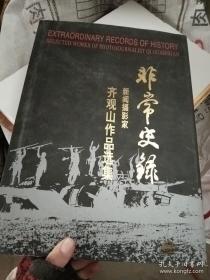 EXTRAORDINARY RECORDS OF HISTORY
SELECTED WORKS OF PHOTOJOURNALIST QI GUANSHAN
非常史録
新闻摄影家
齐观山作品选集